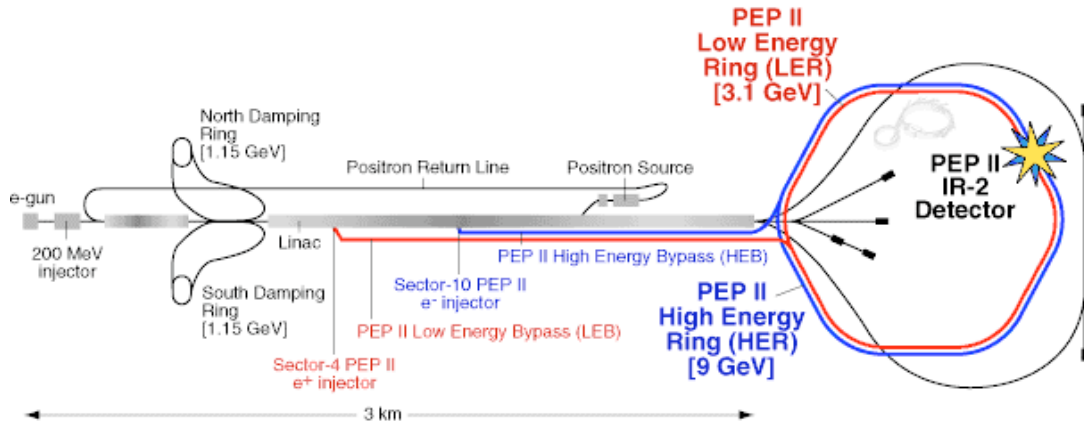 PEP II
Low Energy
Ring (LER)
[3.1 GeV]
North Damping
Ring
[1.15 GeV]
Positron Return Line
Positron Source
e-gun
PEP II
IR-2
Detector
200 MeV
injector
Linac
PEP II High Energy Bypass (HEB)
South Damping
Ring
[1.15 GeV]
Sector-10 PEP II
e- injector
PEP II Low Energy Bypass (LEB)
PEP II
High Energy
Ring (HER)
[9 GeV]
Sector-4 PEP II
e+ injector
3 km